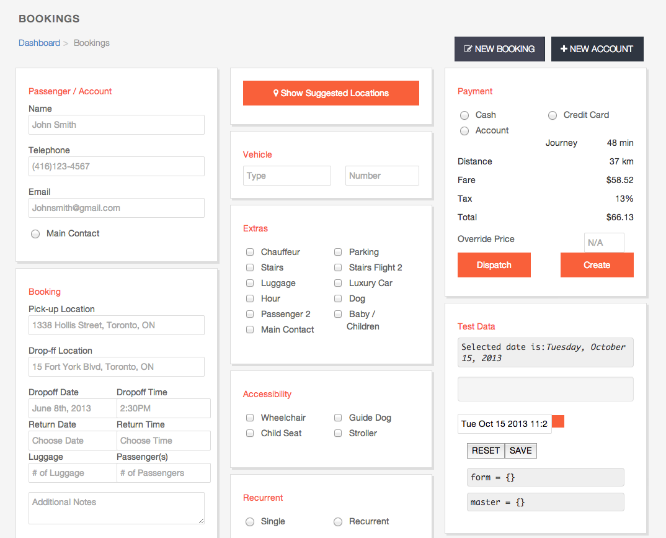 BOOKINGS
Dashboard > Bookings
NEW BOOKING
NEW ACCOUNT
Passenger / Account
Name
John Smith
Telephone
(416)123-4567
Email
Johnsmith@gmail.com
Main Contact
Booking
Pick-up Location
1338 Hollis Street, Toronto, ON
Drop-ff Location
15 Fort York Blvd, Toronto, ON
Dropoff Date Dropoff Time
June 8th, 2013 2:30PM
Return Date Return Time
Choose Date Choose Time
Luggage Passenger(s)
# of Luggage # of Passengers
Additional Notes
Show Suggested Locations
Vehicle
Type Number
Extras
Chauffeur Parking
Stairs Stairs Flight 2
Luggage Luxury Car
Hour Dog
Passenger 2 Baby /
Main Contact Children
Accessibility
Wheelchair Guide Dog
Child Seat Stroller
Recurrent
Single Recurrent
Payment
Cash Credit Card
Account
Journey 48 min
Distance 37 km
Fare $58.52
Tax 13%
Total $66.13
Override Price N/A
Dispatch Create
Test Data
Selected date is:Tuesday, October
15, 2013
Tue Oct 15 2013 11:2
RESET SAVE
form = {}
master = {}